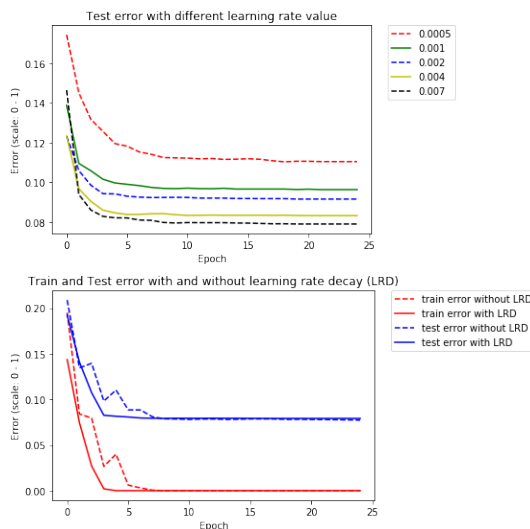 Test error with different learning rate value
Error (scale. 0 - 1)
0.16
0.14
0.12
0.10
0.08
0
5
10
15
20
25
Epoch
0.0005
0.001
0.002
0.004
0.007
Train and Test error with and without learning rate decay (LRD)
Error (scale. 0 - 1)
0.20
0.15
0.10
0.05
0.00
0
5
10
15
20
25
Epoch
train error without LRD
train error with LRD
test error without LRD
test error with LRD